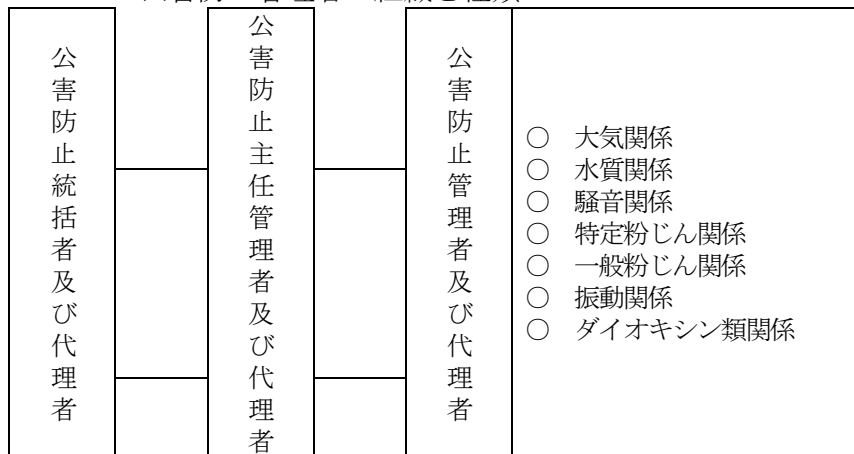 公害防止統括者及び代理者
公害防止主任管理者及び代理者
公害防止管理者及び代理者
○ 大気関係
○ 水質関係
○ 騒音関係
○ 特定粉じん関係
○ 一般粉じん関係
○ 振動関係
○ ダイオキシン類関係